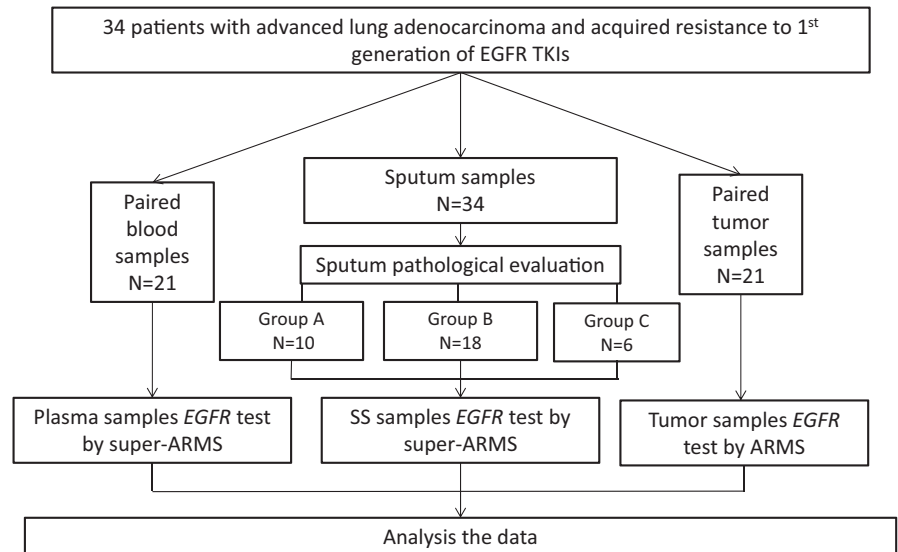 34 patients with advanced lung adenocarcinoma and acquired resistance to 1st
generation of EGFR TKIs
Paired
blood
samples
N=21
Sputum samples
N=34
Paired
tumor
samples
N=21
Sputum pathological evaluation
Group A
N=10
Group B
N=18
Group C
N=6
Plasma samples EGFR test
by super-ARMS
SS samples EGFR test by
super-ARMS
Tumor samples EGFR
test by ARMS
Analysis the data